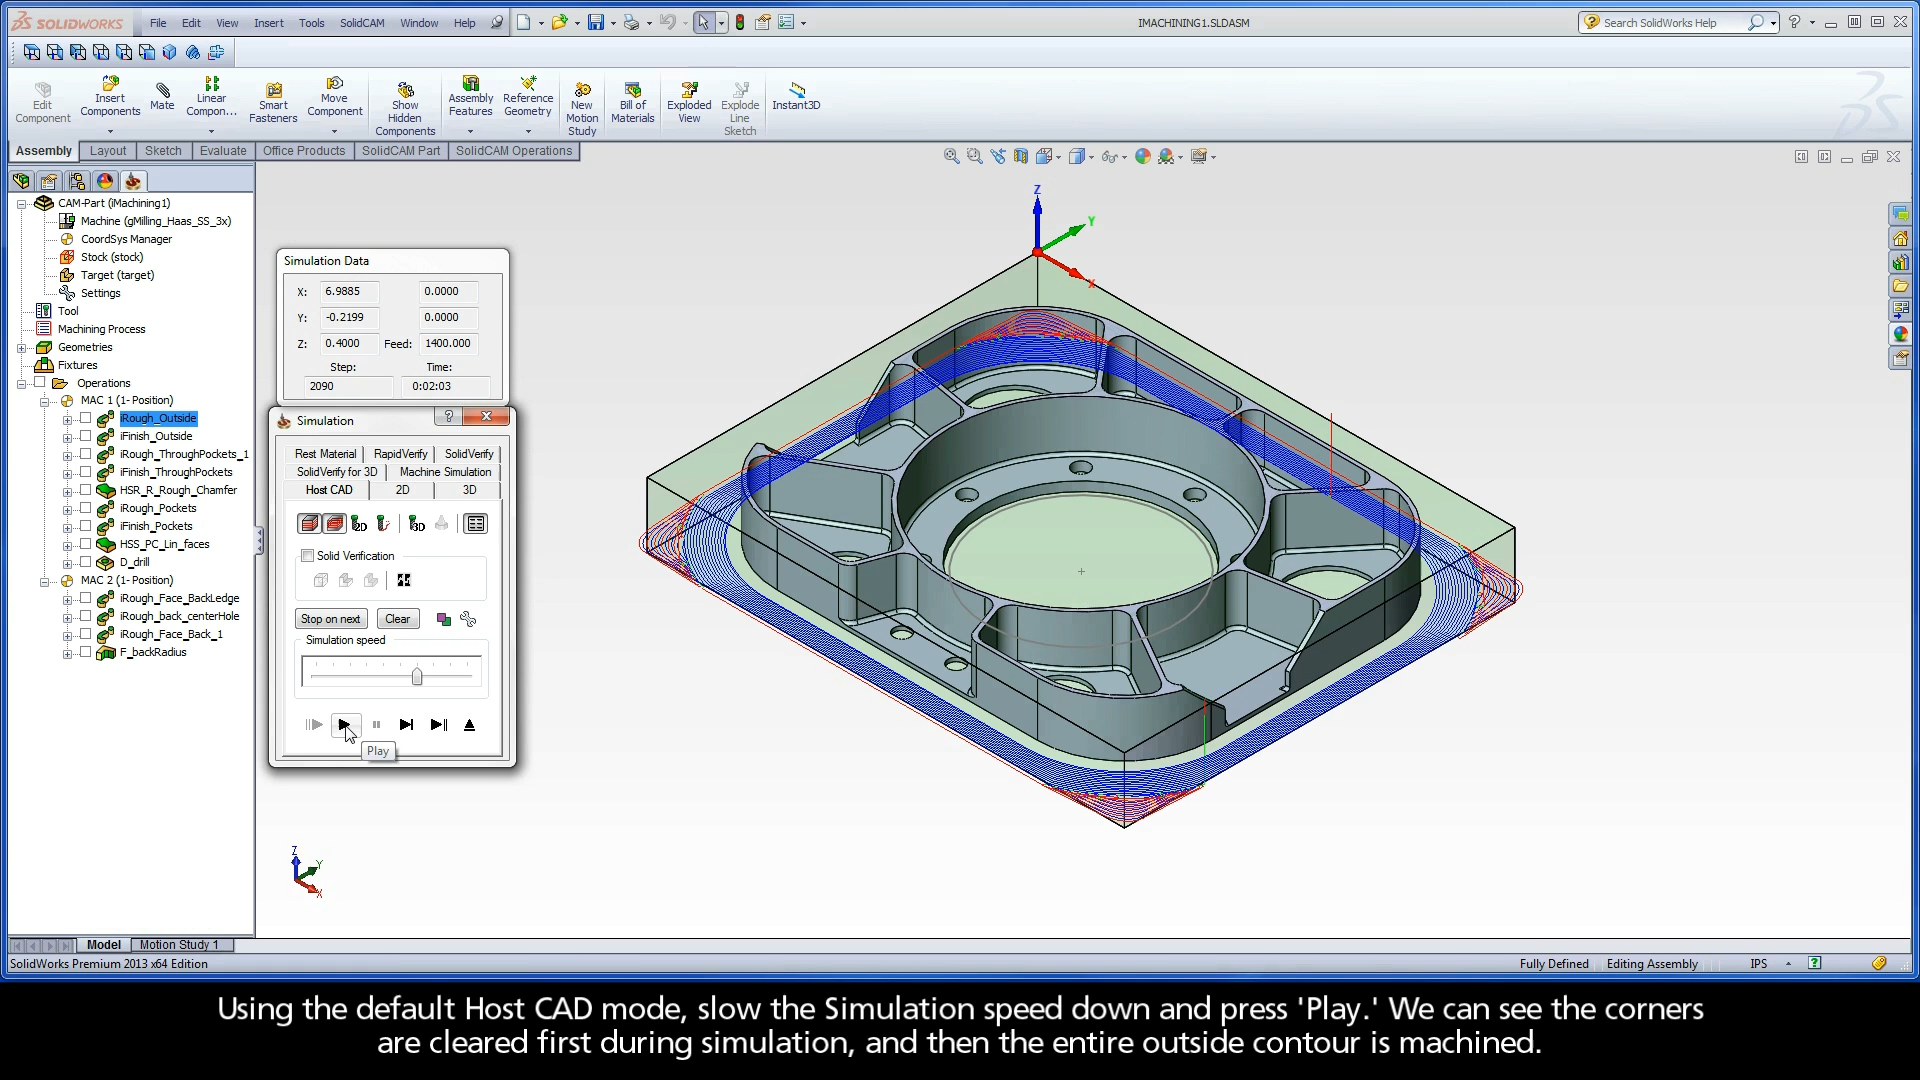 SOLIDWORKS
File Edit View Insert Tools SolidCAM Window Help
IMACHINING1.SLDASM
Search SolidWorks Help
Edit Component
Insert Components
Mate
Linear Compon...
Smart Fasteners
Move Component
Show Hidden Components
Assembly Features
Reference Geometry
New Motion Study
Bill of Materials
Exploded View
Explode Line Sketch
Instant3D
Assembly Layout Sketch Evaluate Office Products SolidCAM Part SolidCAM Operations
CAM-Part (iMachining1)
Machine (gMilling_Haas_SS_3x)
CoordSys Manager
Stock (stock)
Target (target)
Settings
Tool
Machining Process
Geometries
Fixtures
Operations
MAC 1 (1- Position)
iRough_Outside
iFinish_Outside
iRough_ThroughPockets_1
iFinish_ThroughPockets
HSR_R_Rough_Chamfer
iRough_Pockets
iFinish_Pockets
HSS_PC_Lin_faces
D_drill
MAC 2 (1- Position)
iRough_Face_BackLedge
iRough_back_centerHole
iRough_Face_Back_1
F_backRadius
Simulation Data
X: 6.9885 0.0000
Y: -0.2199 0.0000
Z: 0.4000 Feed: 1400.000
Step: Time:
2090 0:02:03
Simulation
Rest Material RapidVerify SolidVerify
SolidVerify for 3D Machine Simulation
Host CAD 2D 3D
2D 3D
Solid Verification
Stop on next Clear
Simulation speed
Play
Z
Y
X
Z
Y
X
Model Motion Study 1
SolidWorks Premium 2013 x64 Edition
Fully Defined Editing Assembly IPS
Using the default Host CAD mode, slow the Simulation speed down and press 'Play.' We can see the corners
are cleared first during simulation, and then the entire outside contour is machined.